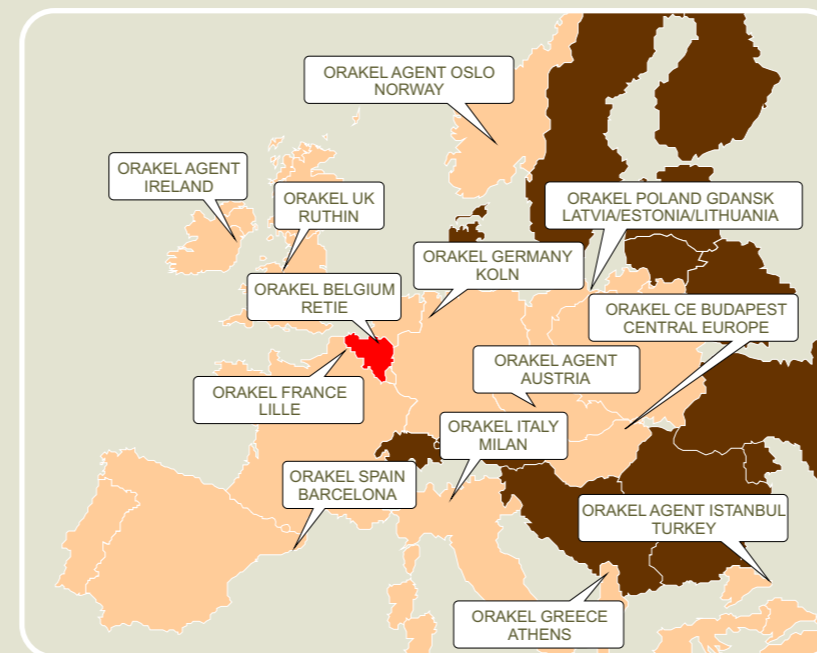 ORAKEL AGENT OSLO
NORWAY
ORAKEL AGENT
IRELAND
ORAKEL UK
RUTHIN
ORAKEL POLAND GDANSK
LATVIA/ESTONIA/LITHUANIA
ORAKEL GERMANY
KOLN
ORAKEL BELGIUM
RETIE
ORAKEL CE BUDAPEST
CENTRAL EUROPE
ORAKEL AGENT
AUSTRIA
ORAKEL FRANCE
LILLE
ORAKEL ITALY
MILAN
ORAKEL SPAIN
BARCELONA
ORAKEL AGENT ISTANBUL
TURKEY
ORAKEL GREECE
ATHENS